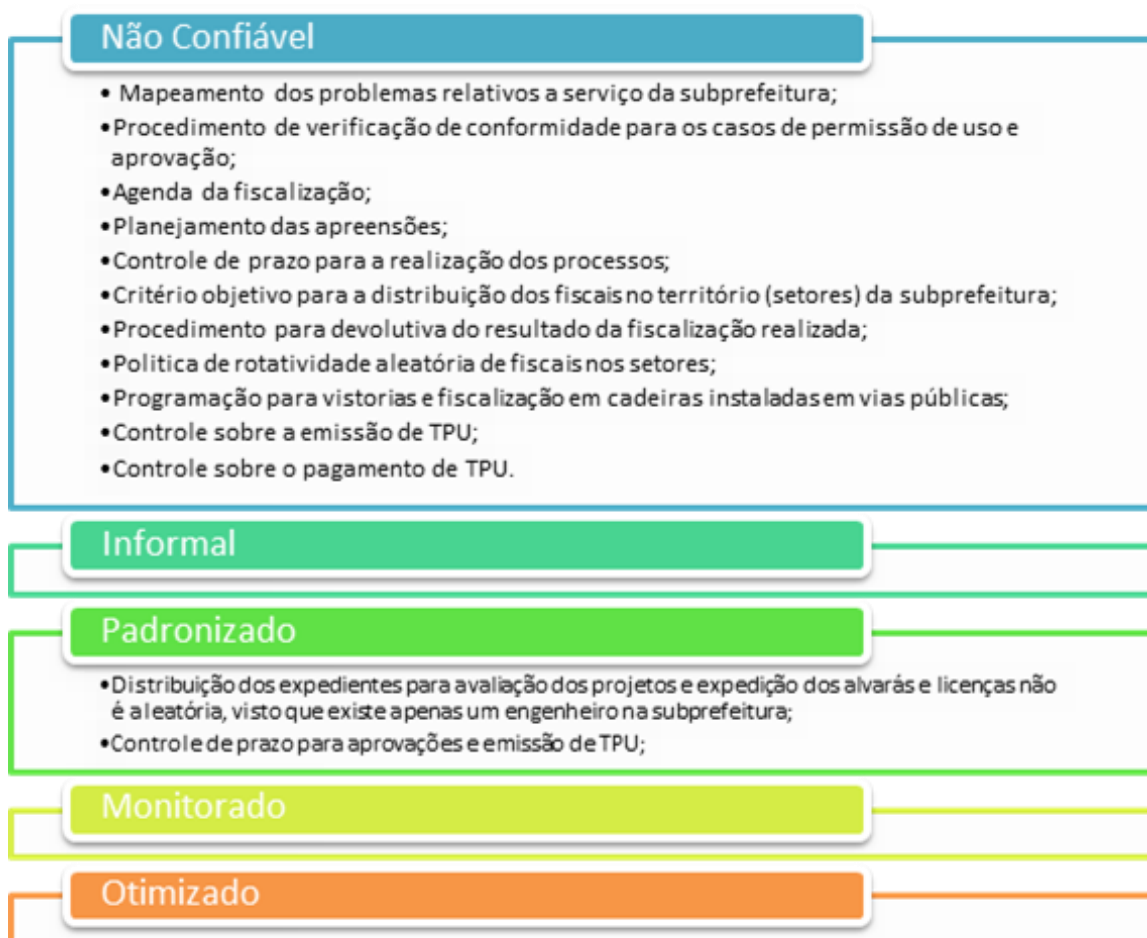 Não Confiável
• Mapeamento dos problemas relativos a serviço da subprefeitura;
•Procedimento de verificação de conformidade para os casos de permissão de uso e
aprovação;
•Agenda da fiscalização;
•Planejamento das apreensões;
•Controle de prazo para a realização dos processos;
•Critério objetivo para a distribuição dos fiscais no território (setores) da subprefeitura;
•Procedimento para devolutiva do resultado da fiscalização realizada;
•Politica de rotatividade aleatória de fiscais nos setores;
•Programação para vistorias e fiscalização em cadeiras instaladas em vias públicas;
•Controle sobre a emissão de TPU;
•Controle sobre o pagamento de TPU.
Informal
Padronizado
•Distribuição dos expedientes para avaliação dos projetos e expedição dos alvarás e licenças não
é aleatória, visto que existe apenas um engenheiro na subprefeitura;
•Controle de prazo para aprovações e emissão de TPU;
Monitorado
Otimizado